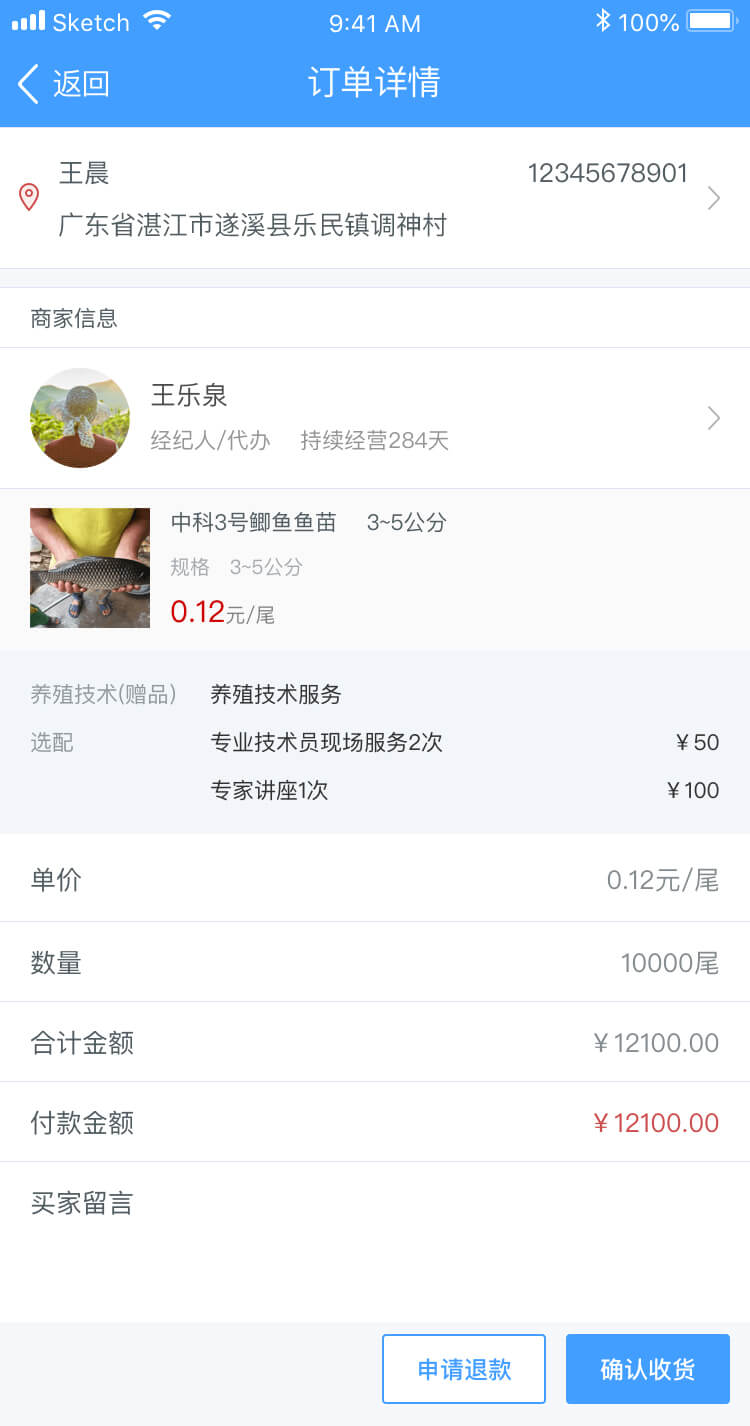 Sketch 9:41 AM 100%
返回 订单详情
王晨 12345678901
广东省湛江市遂溪县乐民镇调神村
商家信息
王乐泉
经纪人/代办 持续经营284天
中科3号鲫鱼鱼苗 3~5公分
规格 3~5公分
0.12元/尾
养殖技术(赠品) 养殖技术服务
选配 专业技术员现场服务2次 ¥50
专家讲座1次 ¥100
单价 0.12元/尾
数量 10000尾
合计金额 ¥12100.00
付款金额 ¥12100.00
买家留言
申请退款 确认收货